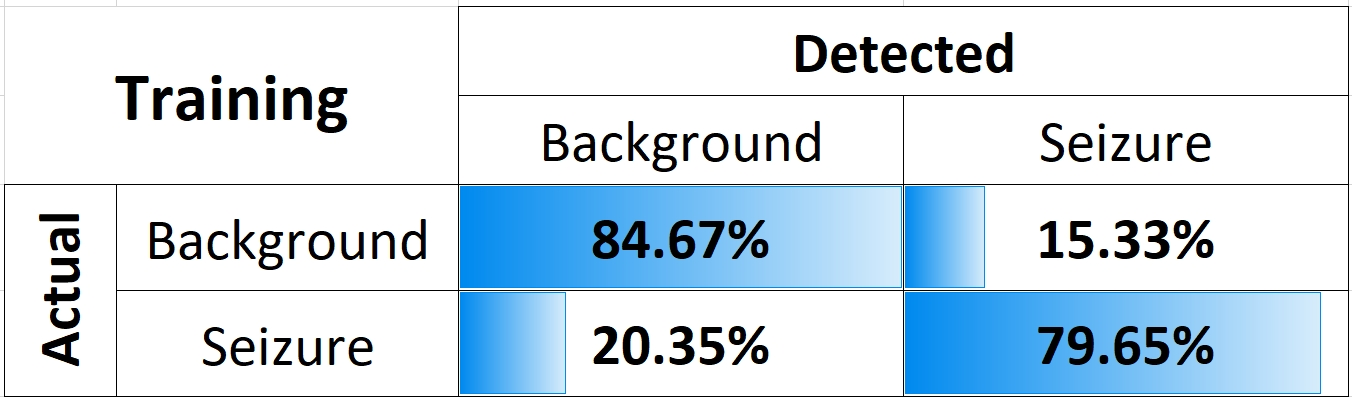 Training
Detected
Background Seizure
Actual
Background 84.67% 15.33%
Seizure 20.35% 79.65%